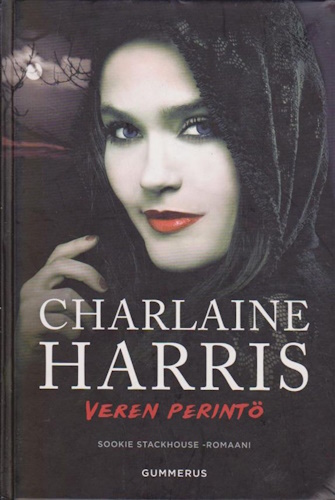 CHARLAINE
HARRIS
VEREN PERINTÖ
SOOKIE STACKHOUSE -ROMAANI
GUMMERUS